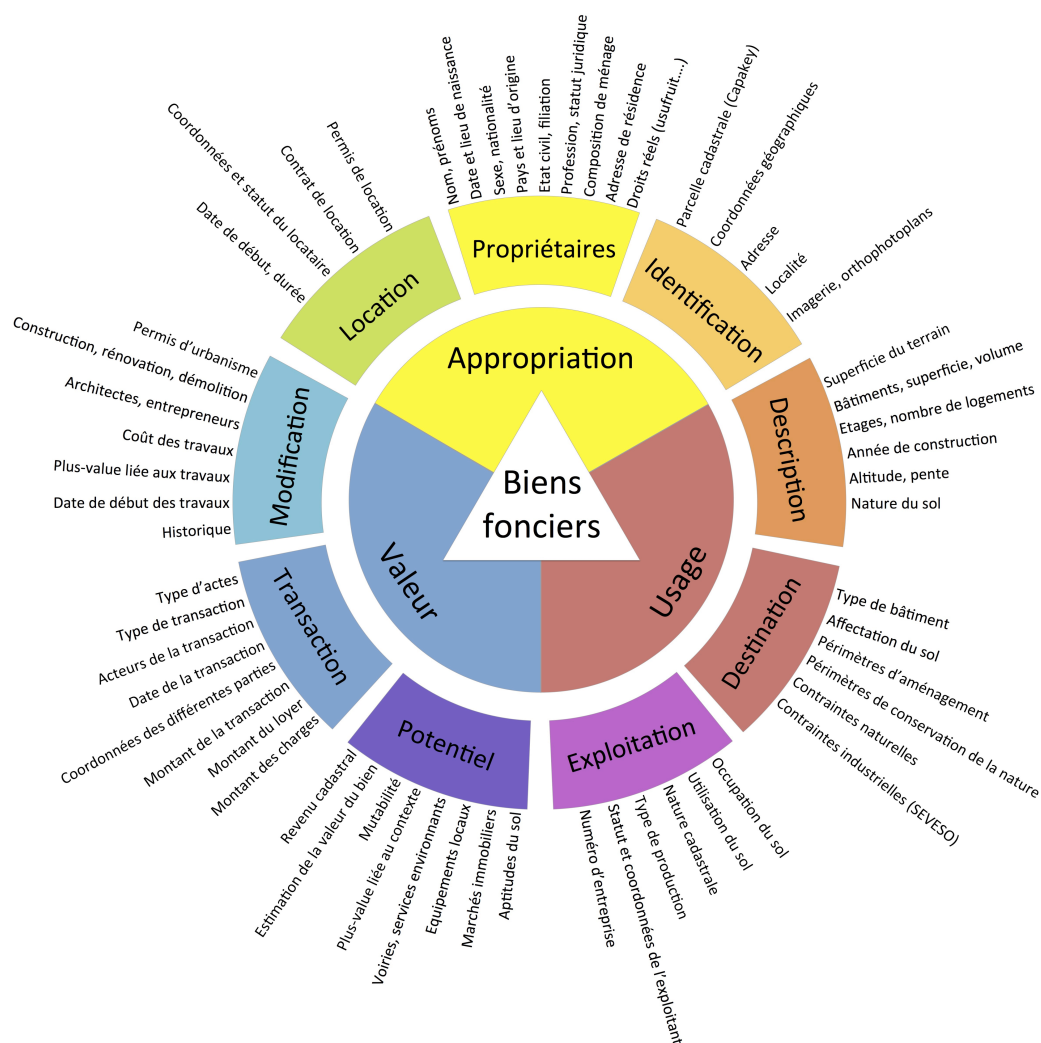 Biens
fonciers
Appropriation
Usage
Valeur
Propriétaires
Nom, prénoms
Date et lieu de naissance
Sexe, nationalité
Pays et lieu d'origine
Etat civil, filiation
Profession, statut juridique
Composition de ménage
Adresse de résidence
Droits réels (usufruit....)
Identification
Parcelle cadastrale (Capakey)
Coordonnées géographiques
Adresse
Localité
Imagerie, orthophotoplans
Description
Superficie du terrain
Bâtiments, superficie, volume
Etages, nombre de logements
Année de construction
Altitude, pente
Nature du sol
Destination
Type de bâtiment
Affectation du sol
Périmètres d'aménagement
Périmètres de conservation de la nature
Contraintes naturelles
Contraintes industrielles (SEVESO)
Exploitation
Occupation du sol
Utilisation du sol
Nature cadastrale
Type de production
Statut et coordonnées de l'exploitant
Numéro d'entreprise
Potentiel
Aptitudes du sol
Marchés immobiliers
Equipements locaux
Voiries, services environnants
Plus-value liée au contexte
Mutabilité
Estimation de la valeur du bien
Revenu cadastral
Transaction
Montant des charges
Montant du loyer
Montant de la transaction
Coordonnées des différentes parties
Date de la transaction
Acteurs de la transaction
Type de transaction
Type d'actes
Modification
Historique
Date de début des travaux
Plus-value liée aux travaux
Coût des travaux
Architectes, entrepreneurs
Construction, rénovation, démolition
Permis d'urbanisme
Location
Date de début, durée
Coordonnées et statut du locataire
Contrat de location
Permis de location